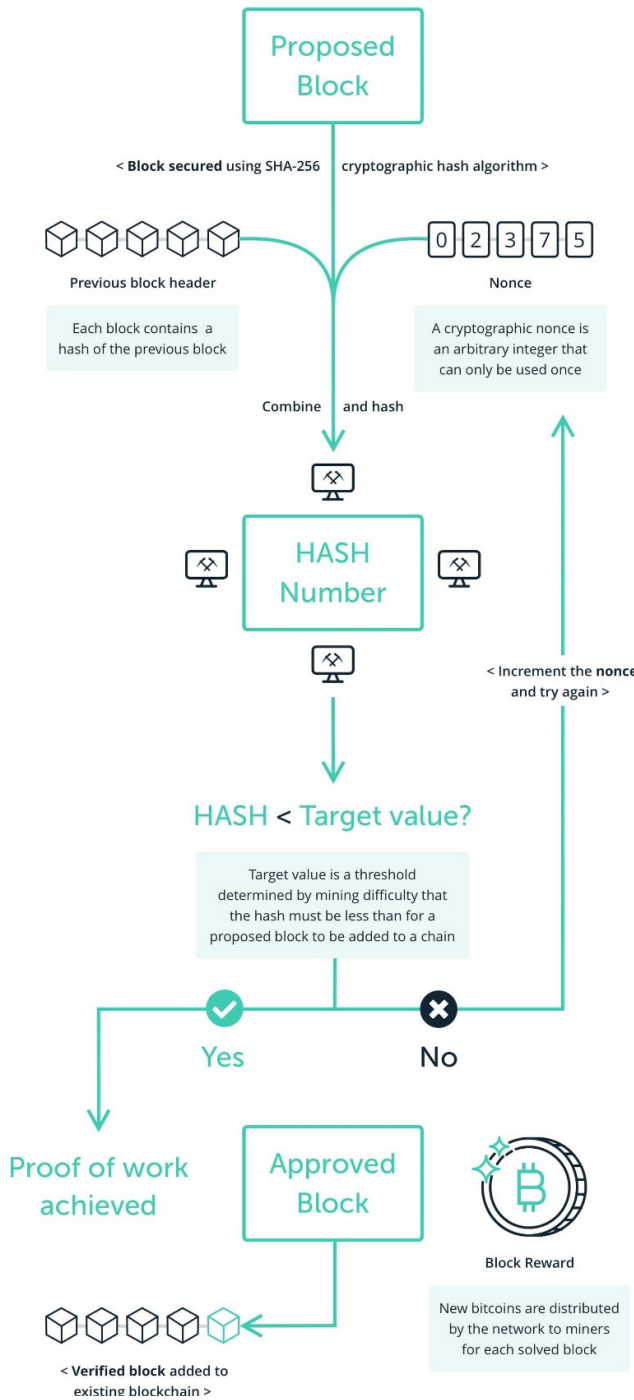 Proposed
Block
< Block secured using SHA-256 cryptographic hash algorithm >
0 2 3 7 5
Previous block header
Nonce
Each block contains a
hash of the previous block
A cryptographic nonce is
an arbitrary integer that
can only be used once
Combine and hash
HASH
Number
< Increment the nonce
and try again >
HASH < Target value?
Target value is a threshold
determined by mining difficulty that
the hash must be less than for a
proposed block to be added to a chain
Yes
No
Proof of work
achieved
Approved
Block
Block Reward
New bitcoins are distributed
by the network to miners
for each solved block
< Verified block added to
existing blockchain >